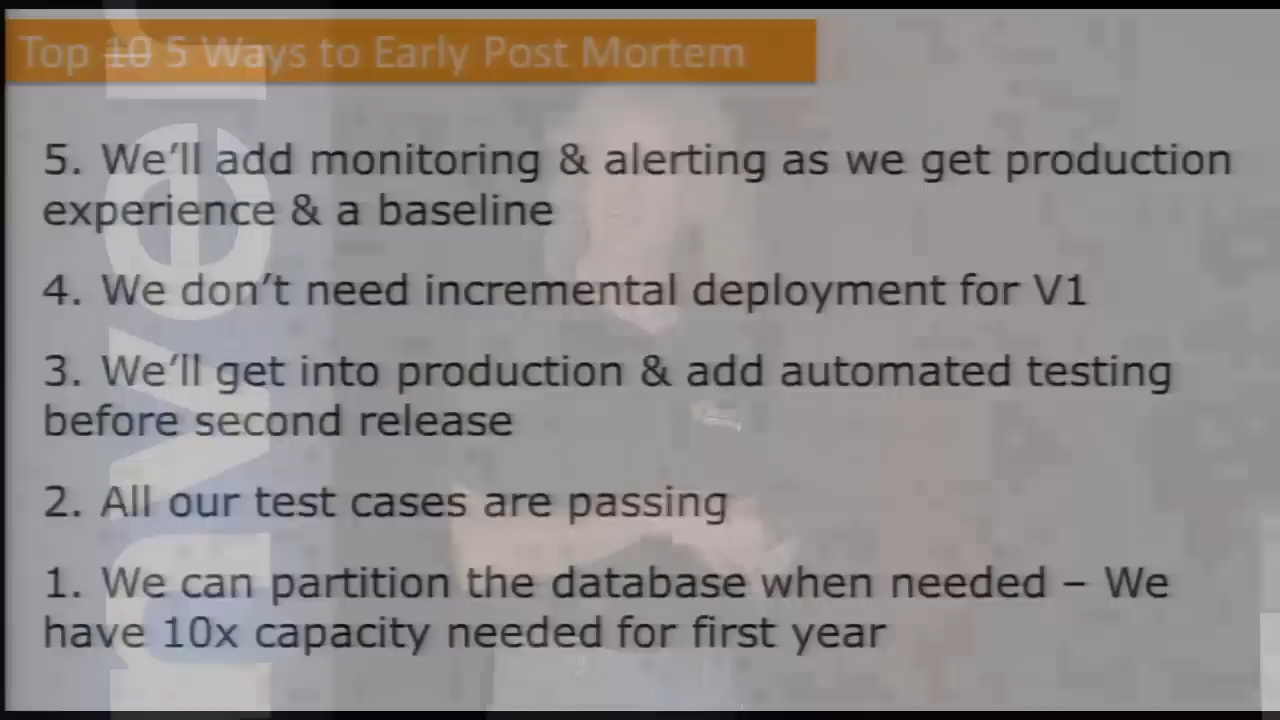 Top 10 5 Ways to Early Post Mortem
5. We'll add monitoring & alerting as we get production
experience & a baseline
4. We don't need incremental deployment for V1
3. We'll get into production & add automated testing
before second release
2. All our test cases are passing
1. We can partition the database when needed – We
have 10x capacity needed for first year